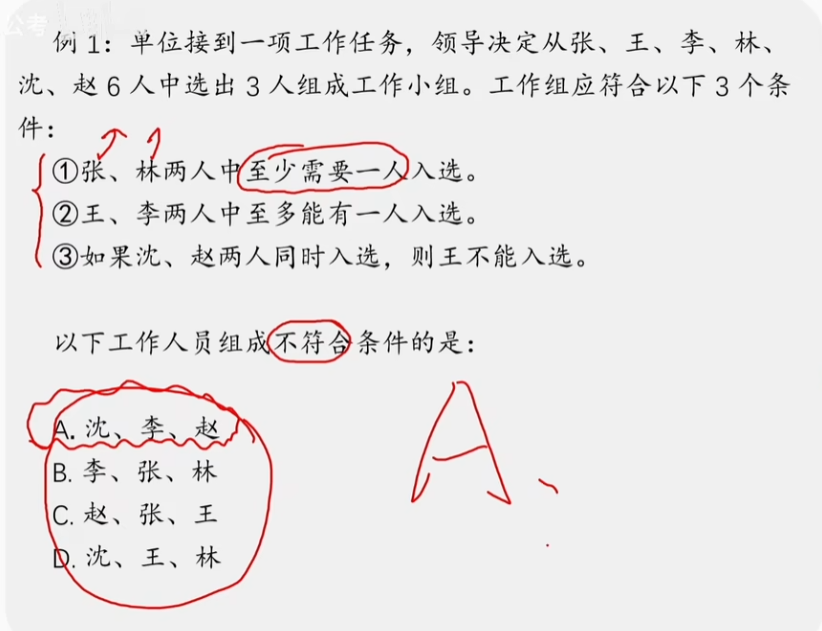 公考
例 1：单位接到一项工作任务，领导决定从张、王、李、林、
沈、赵 6 人中选出 3 人组成工作小组。工作组应符合以下 3 个条
件：
①张、林两人中至少需要一人入选。
②王、李两人中至多能有一人入选。
③如果沈、赵两人同时入选，则王不能入选。
以下工作人员组成不符合条件的是：
A. 沈、李、赵
B. 李、张、林
C. 赵、张、王
D. 沈、王、林
A、